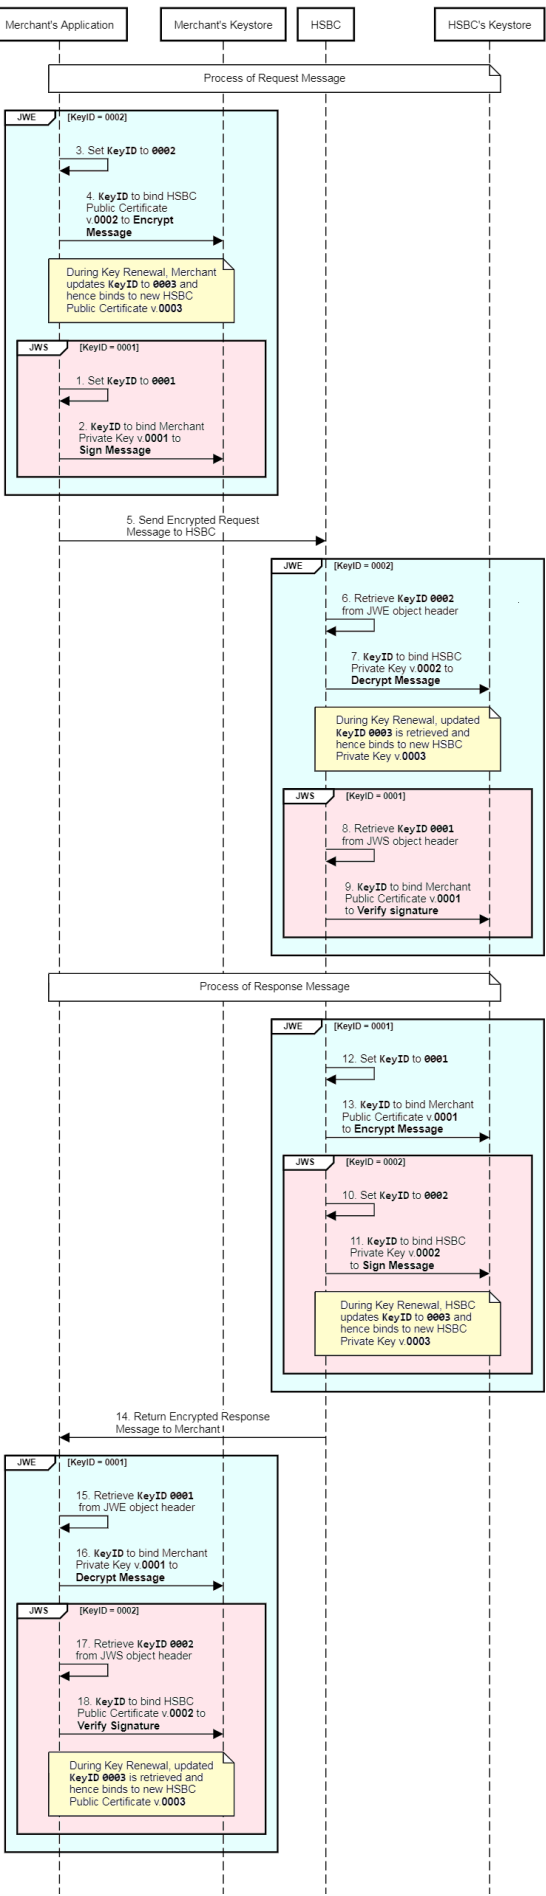 Merchant's Application
Merchant's Keystore
HSBC
HSBC's Keystore
Process of Request Message
JWE
[KeyID = 0002]
3. Set KeyID to 0002
4. KeyID to bind HSBC
Public Certificate
v.0002 to Encrypt
Message
During Key Renewal, Merchant
updates KeyID to 0003 and
hence binds to new HSBC
Public Certificate v.0003
JWS
[KeyID = 0001]
1. Set KeyID to 0001
2. KeyID to bind Merchant
Private Key v.0001 to
Sign Message
5. Send Encrypted Request
Message to HSBC
JWE
[KeyID = 0002]
6. Retrieve KeyID 0002
from JWE object header
7. KeyID to bind HSBC
Private Key v.0002 to
Decrypt Message
During Key Renewal, updated
KeyID 0003 is retrieved and
hence binds to new HSBC
Private Key v.0003
JWS
[KeyID = 0001]
8. Retrieve KeyID 0001
from JWS object header
9. KeyID to bind Merchant
Public Certificate v.0001
to Verify signature
Process of Response Message
JWE
[KeyID = 0001]
12. Set KeyID to 0001
13. KeyID to bind Merchant
Public Certificate v.0001
to Encrypt Message
JWS
[KeyID = 0002]
10. Set KeyID to 0002
11. KeyID to bind HSBC
Private Key v.0002
to Sign Message
During Key Renewal, HSBC
updates KeyID to 0003 and
hence binds to new HSBC
Private Key v.0003
14. Return Encrypted Response
Message to Merchant
JWE
[KeyID = 0001]
15. Retrieve KeyID 0001
from JWE object header
16. KeyID to bind Merchant
Private Key v.0001 to
Decrypt Message
JWS
[KeyID = 0002]
17. Retrieve KeyID 0002
from JWS object header
18. KeyID to bind HSBC
Public Certificate v.0002 to
Verify Signature
During Key Renewal, updated
KeyID 0003 is retrieved and
hence binds to new HSBC
Public Certificate v.0003